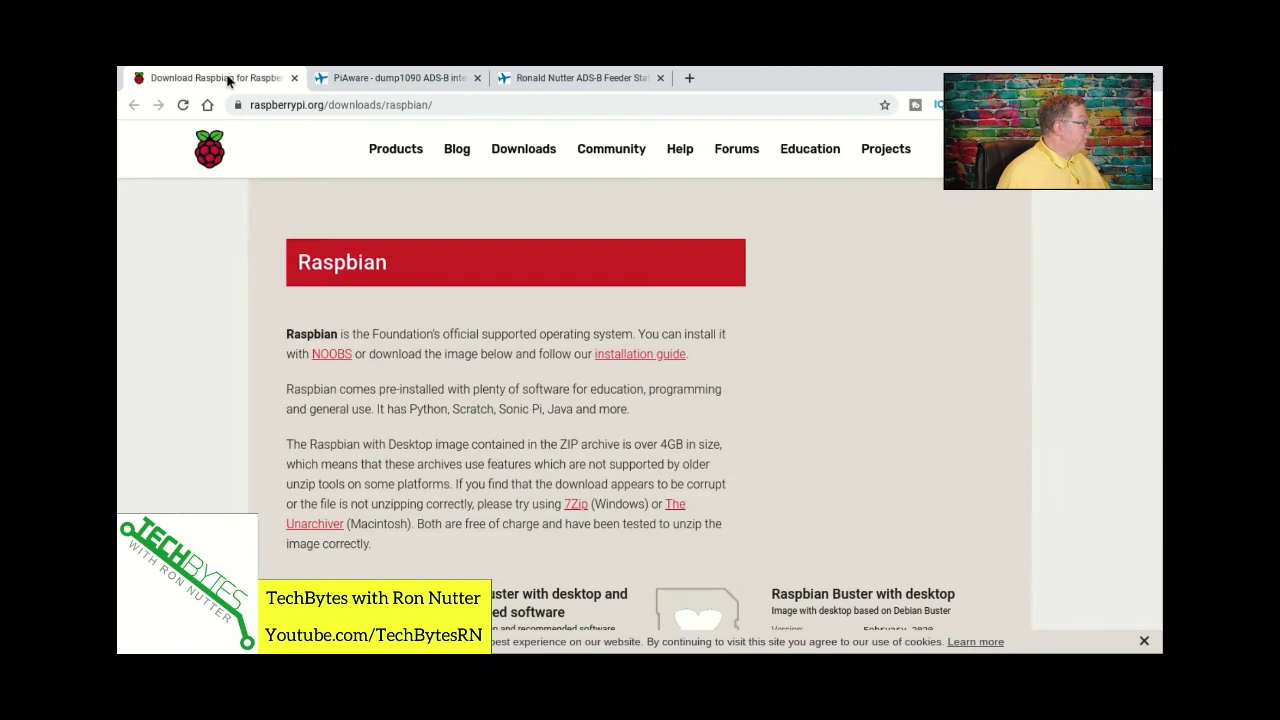 Download Raspbian for Raspber
PiAware - dump1090 ADS-B inte
Ronald Nutter ADS-B Feeder Stat
raspberrypi.org/downloads/raspbian/
Products Blog Downloads Community Help Forums Education Projects
Raspbian
Raspbian is the Foundation's official supported operating system. You can install it
with NOOBS or download the image below and follow our installation guide.
Raspbian comes pre-installed with plenty of software for education, programming
and general use. It has Python, Scratch, Sonic Pi, Java and more.
The Raspbian with Desktop image contained in the ZIP archive is over 4GB in size,
which means that these archives use features which are not supported by older
unzip tools on some platforms. If you find that the download appears to be corrupt
or the file is not unzipping correctly, please try using 7Zip (Windows) or The
Unarchiver (Macintosh). Both are free of charge and have been tested to unzip the
image correctly.
uster with desktop and
ed software
and recommended software
Raspbian Buster with desktop
Image with desktop based on Debian Buster
Version: February 2020
best experience on our website. By continuing to visit this site you agree to our use of cookies. Learn more
TECHBYTES
WITH RON NUTTER
TechBytes with Ron Nutter
Youtube.com/TechBytesRN